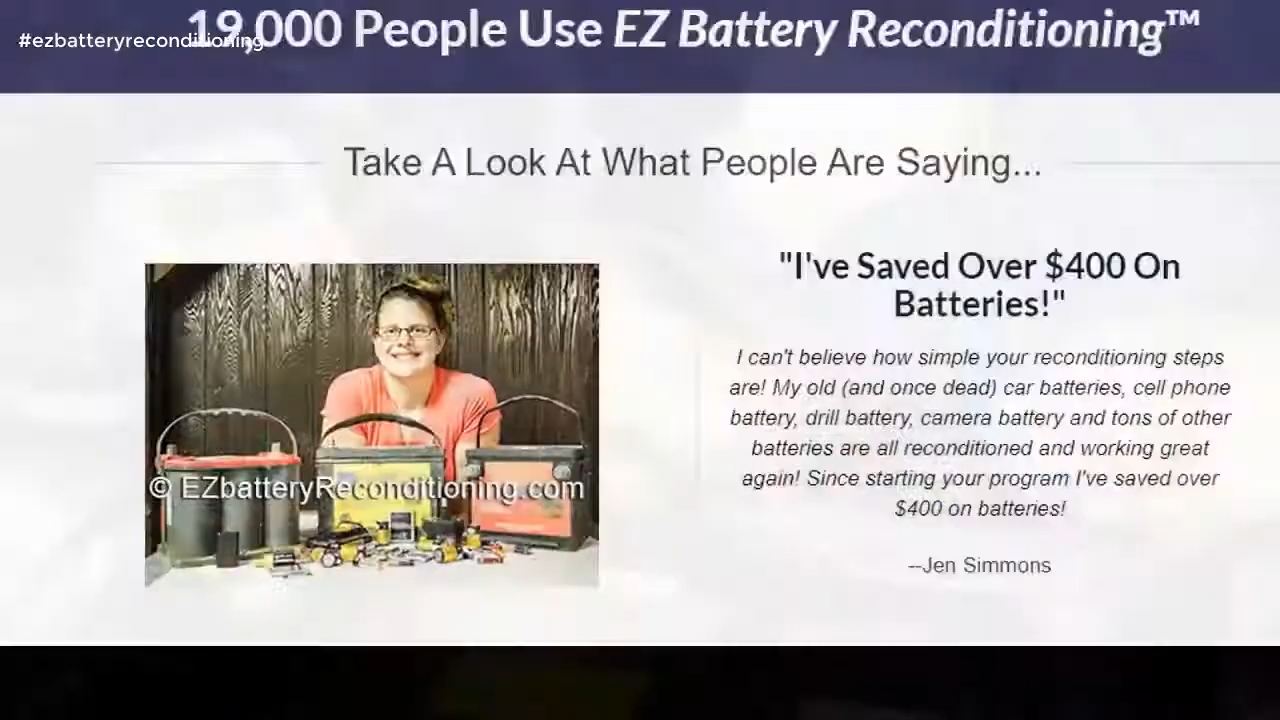 #ezbatteryreconditioning
19,000 People Use EZ Battery Reconditioning™
Take A Look At What People Are Saying...
© EZbatteryReconditioning.com
"I've Saved Over $400 On
Batteries!"
I can't believe how simple your reconditioning steps
are! My old (and once dead) car batteries, cell phone
battery, drill battery, camera battery and tons of other
batteries are all reconditioned and working great
again! Since starting your program I've saved over
$400 on batteries!
--Jen Simmons